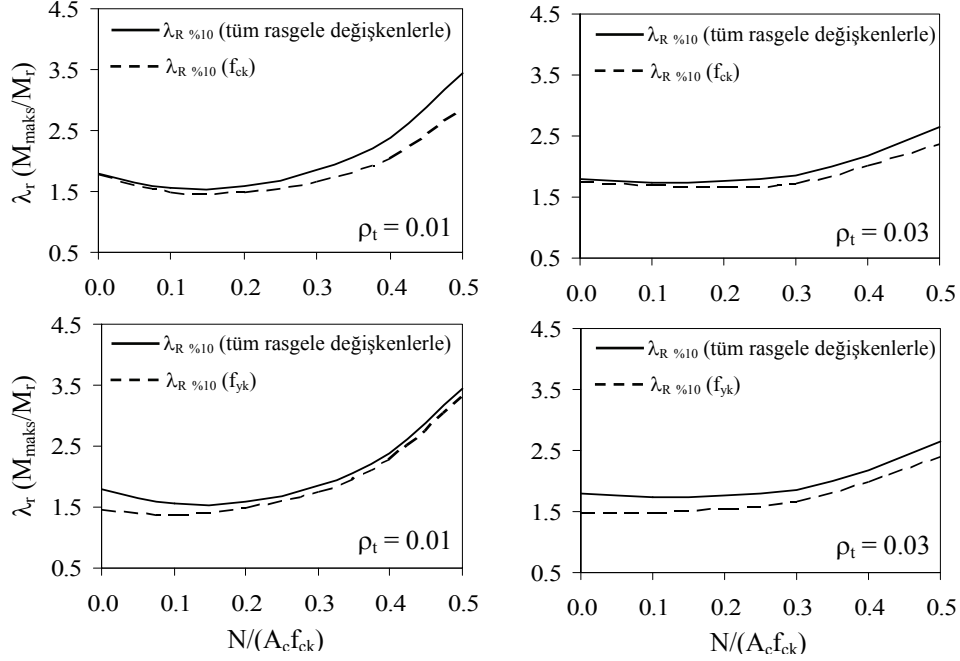 4.5
3.5
2.5
1.5
0.5
λr (Mmaks/Mr)
λR %10 (tüm rasgele değişkenlerle)
λR %10 (fck)
ρt = 0.01
0.0 0.1 0.2 0.3 0.4 0.5
4.5
3.5
2.5
1.5
0.5
λR %10 (tüm rasgele değişkenlerle)
λR %10 (fck)
ρt = 0.03
0.0 0.1 0.2 0.3 0.4 0.5
4.5
3.5
2.5
1.5
0.5
λr (Mmaks/Mr)
λR %10 (tüm rasgele değişkenlerle)
λR %10 (fyk)
ρt = 0.01
0.0 0.1 0.2 0.3 0.4 0.5
N/(Acfck)
4.5
3.5
2.5
1.5
0.5
λR %10 (tüm rasgele değişkenlerle)
λR %10 (fyk)
ρt = 0.03
0.0 0.1 0.2 0.3 0.4 0.5
N/(Acfck)